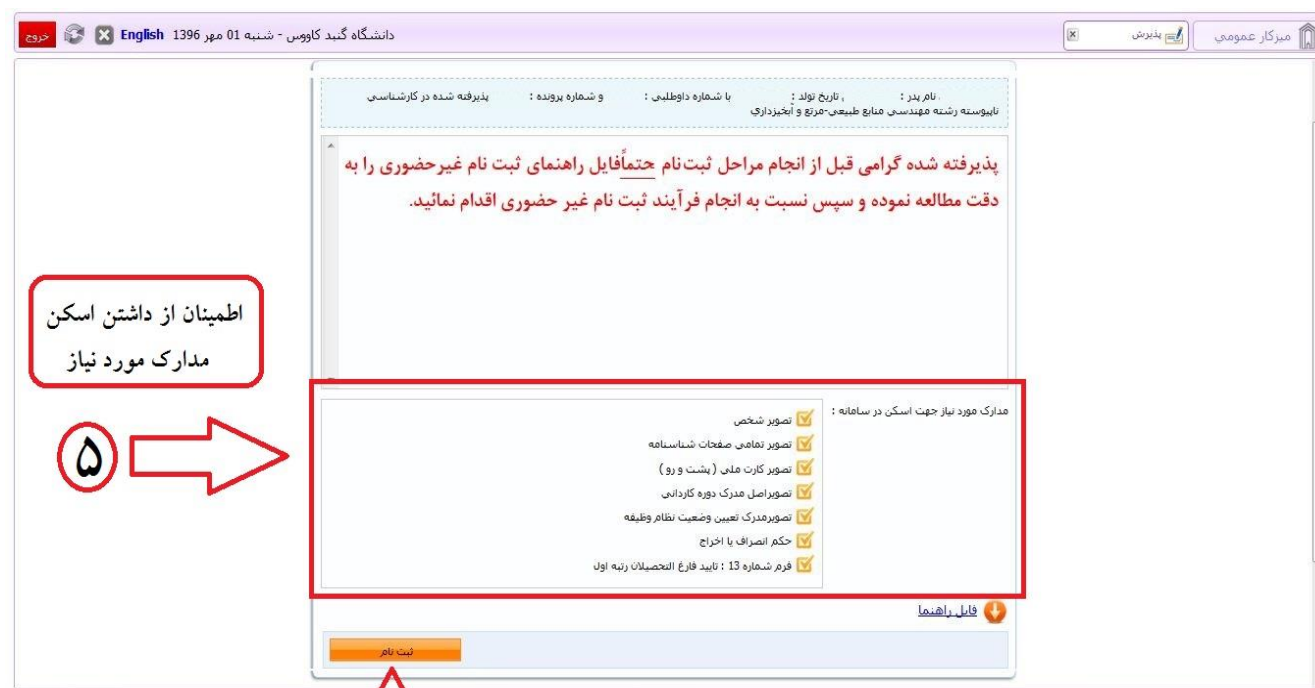 میزکار عمومي
پذیرش
دانشگاه گنبد کاووس - شنبه 01 مهر 1396 English
خروج
. نام پدر : , تاریخ تولد : با شماره داوطلبی : و شماره پرونده : پذیرفته شده در کارشناسی
ناپیوسته رشته مهندسی منابع طبیعی-مرتع و آبخیزداري
پذیرفته شده گرامی قبل از انجام مراحل ثبت‌نام حتماًفایل راهنمای ثبت نام غیرحضوری را به
دقت مطالعه نموده و سپس نسبت به انجام فرآیند ثبت نام غیر حضوری اقدام نمائید.
اطمینان از داشتن اسکن
مدارک مورد نیاز
۵
مدارک مورد نیاز جهت اسکن در سامانه :
تصویر شخص
تصویر تمامی صفحات شناسنامه
تصویر کارت ملی ( پشت و رو )
تصویراصل مدرک دوره کاردانی
تصویرمدرک تعیین وضعیت نظام وظیفه
حکم انصراف یا اخراج
فرم شماره 13 : تایید فارغ التحصیلان رتبه اول
فایل راهنما
ثبت نام